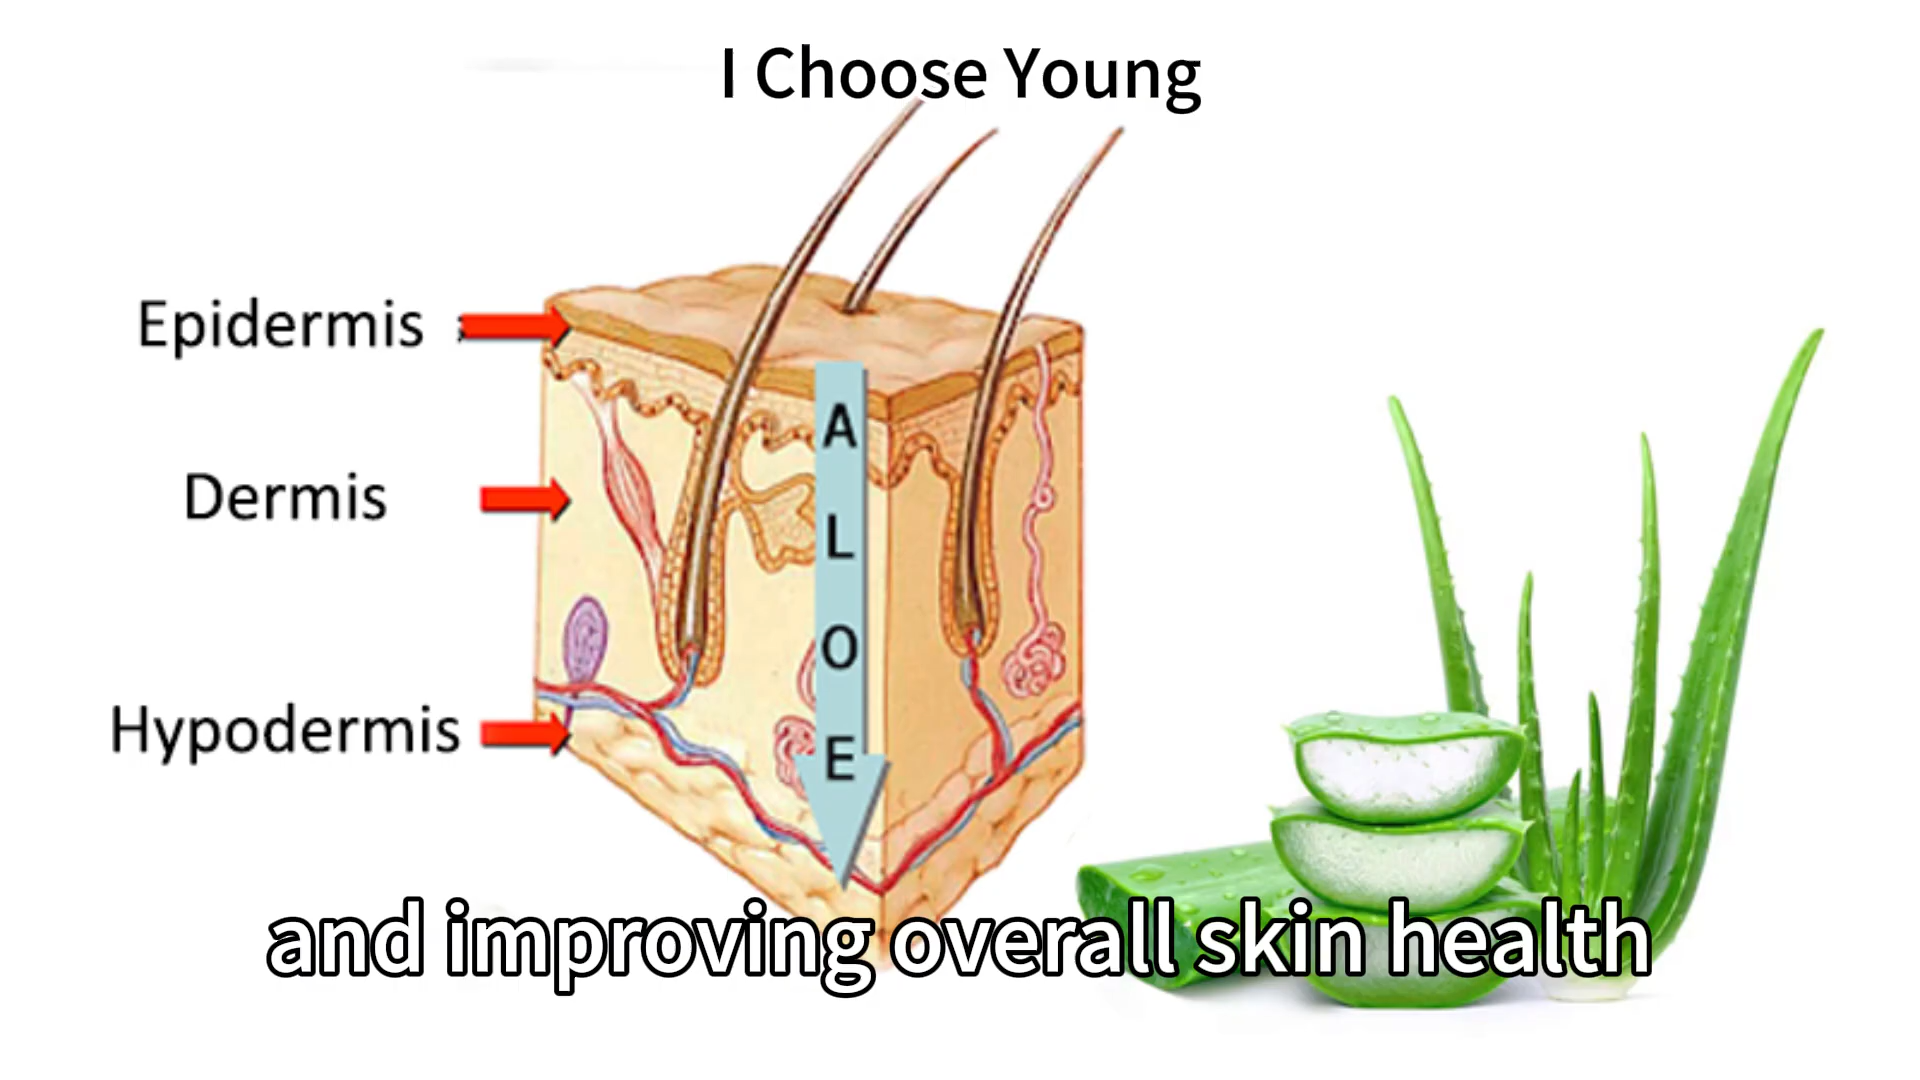 I Choose Young
Epidermis
Dermis
Hypodermis
A
L
O
E
and improving overall skin health